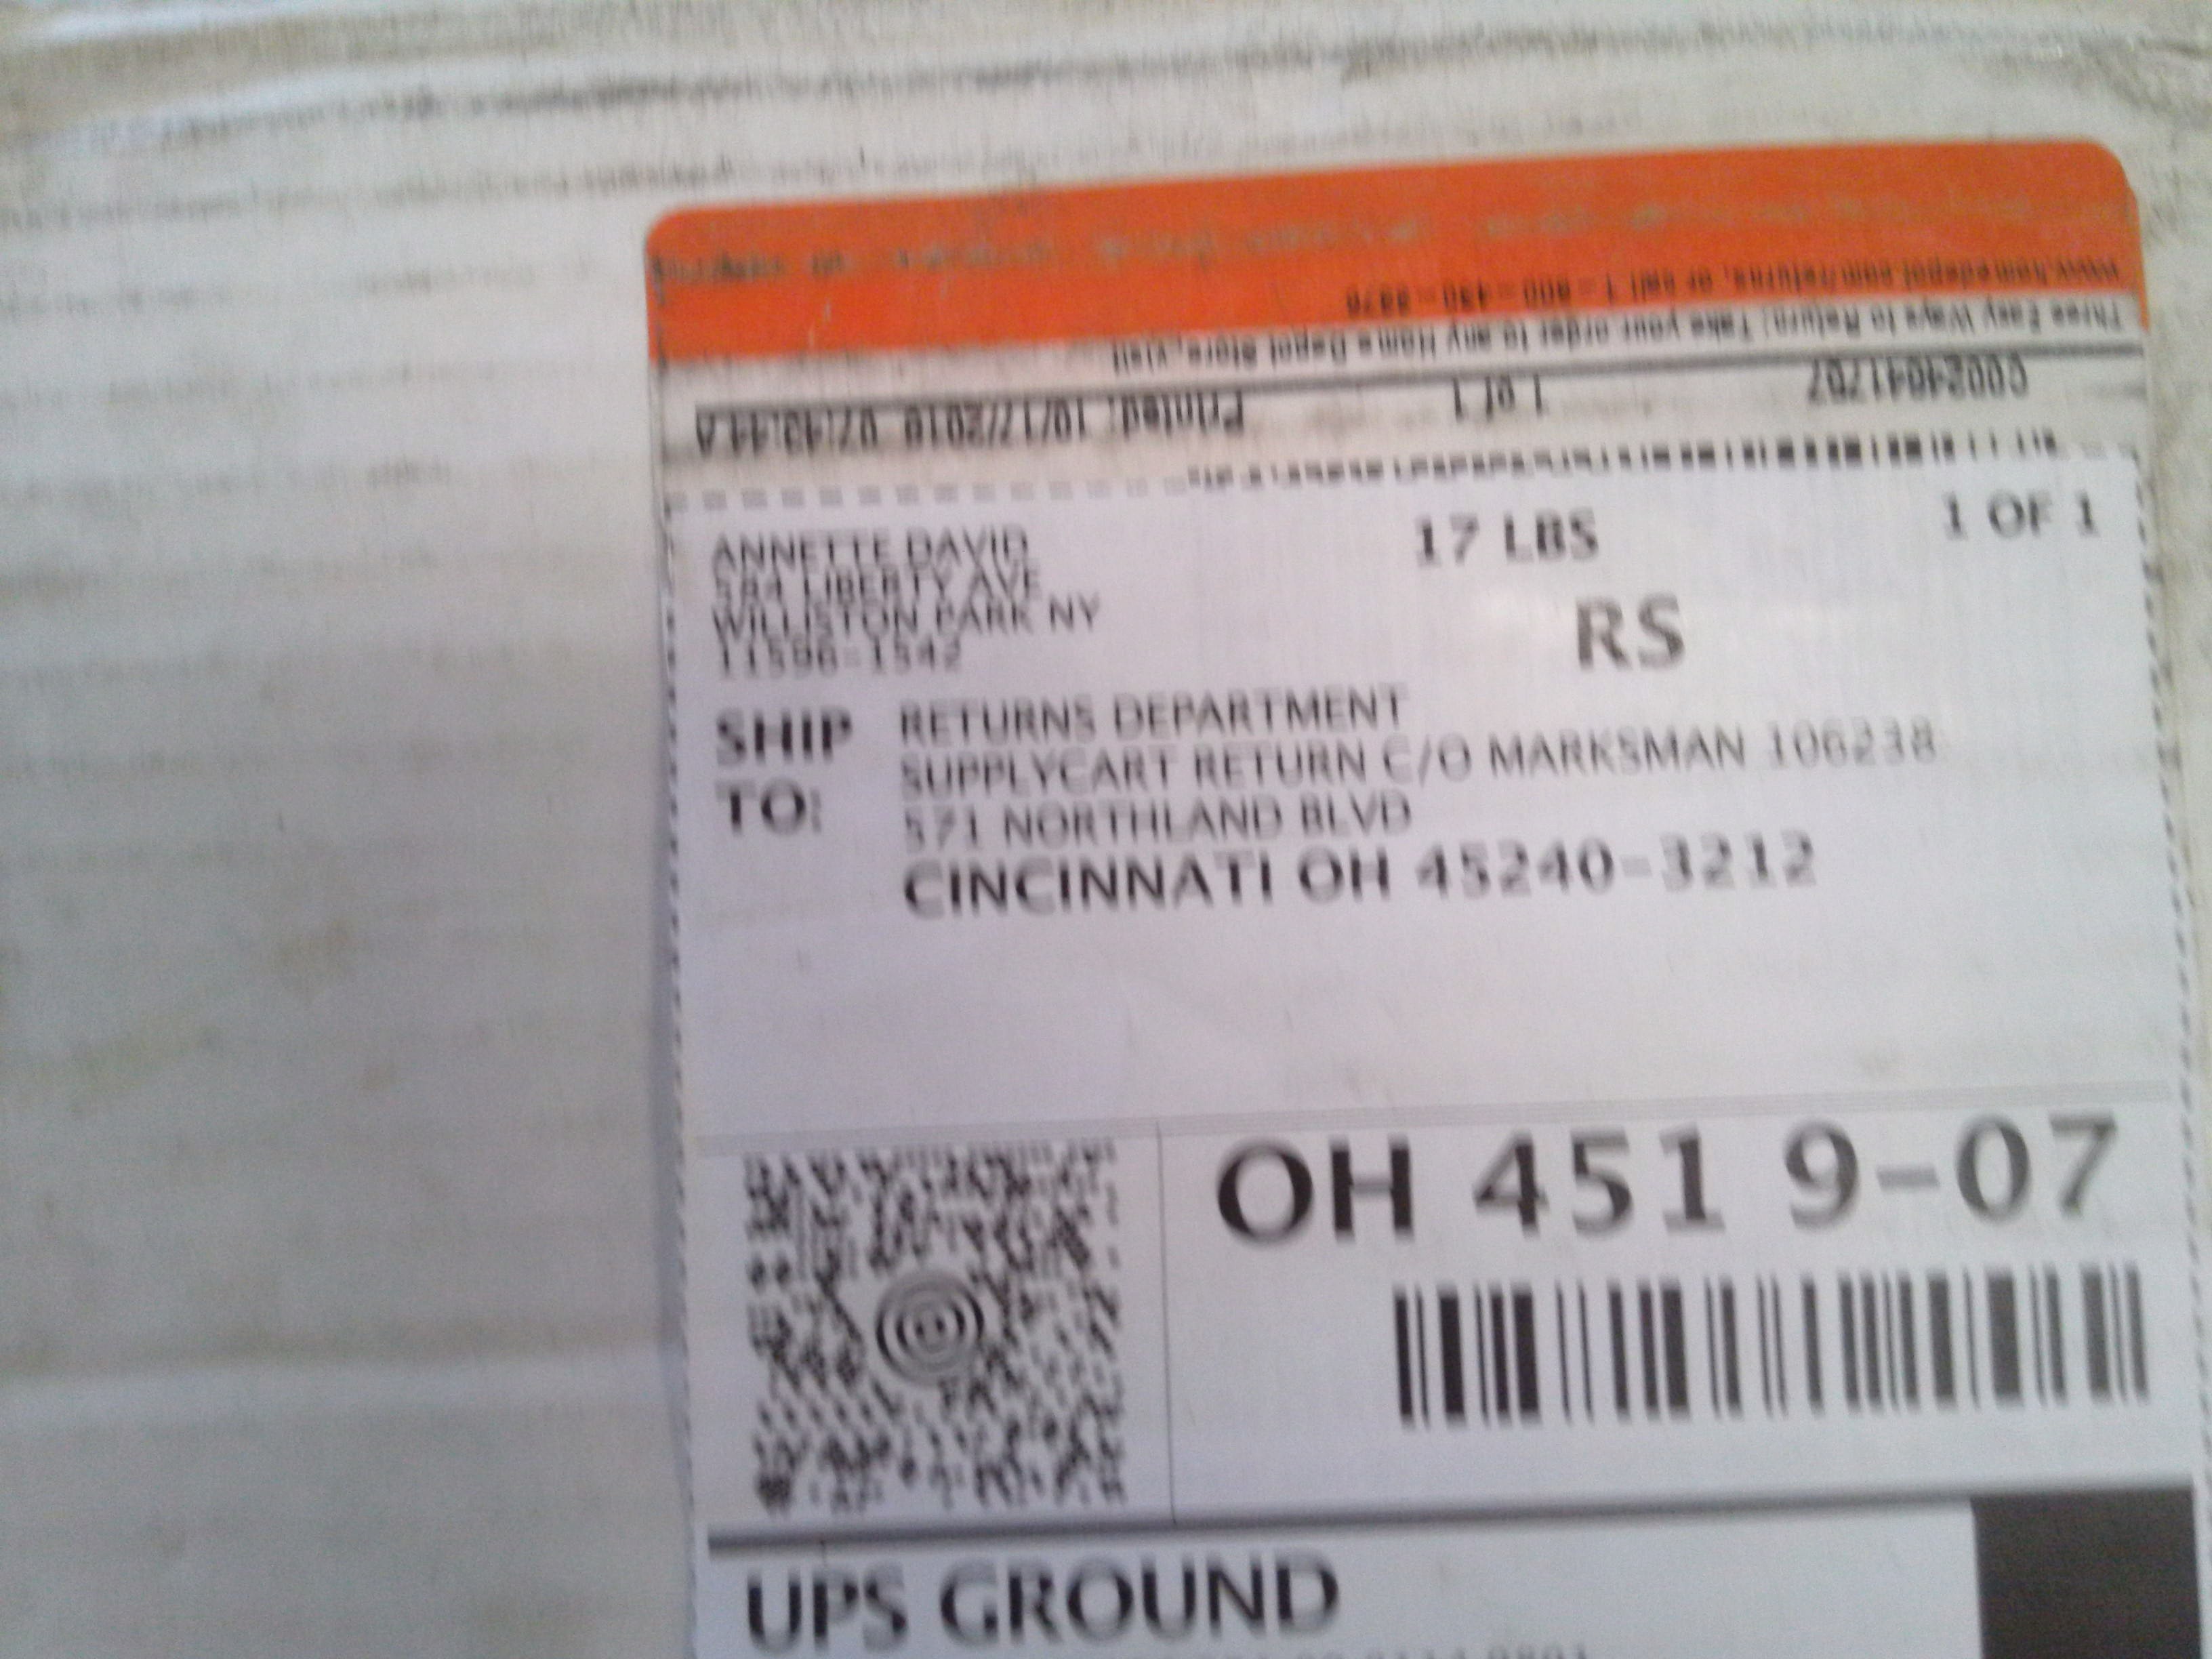 www.homedepot.com/returns, or call 1-800-430-3376
Three Easy Ways to Return: Take your order to any Home Depot Store, visit
1 of 1 Printed: 10/17/2018 07:43:44 A
ANNETTE DAVID 17 LBS 1 OF 1
584 LIBERTY AVE
WILLISTON PARK NY
11596-1542
RS
SHIP TO:
RETURNS DEPARTMENT
SUPPLYCART RETURN C/O MARKSMAN 106238
571 NORTHLAND BLVD
CINCINNATI OH 45240-3212
OH 451 9-07
UPS GROUND